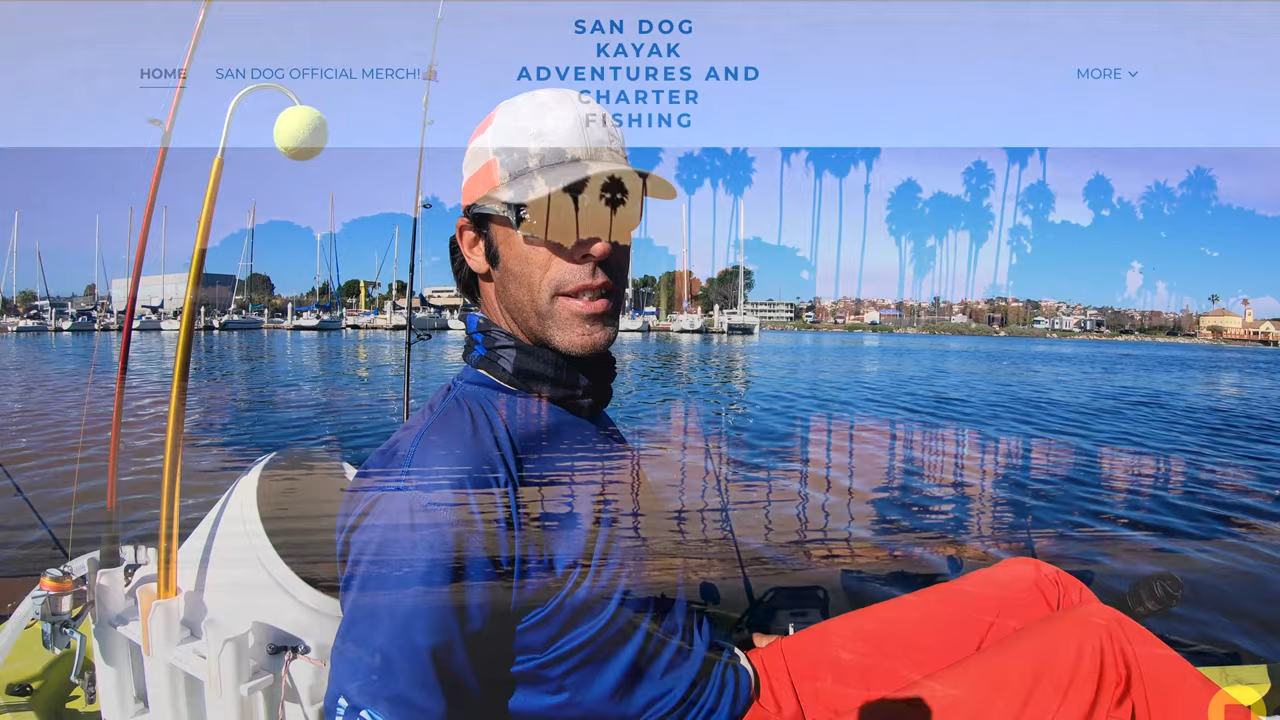 SAN DOG
KAYAK
ADVENTURES AND
CHARTER
FISHING
HOME
SAN DOG OFFICIAL MERCH!
MORE